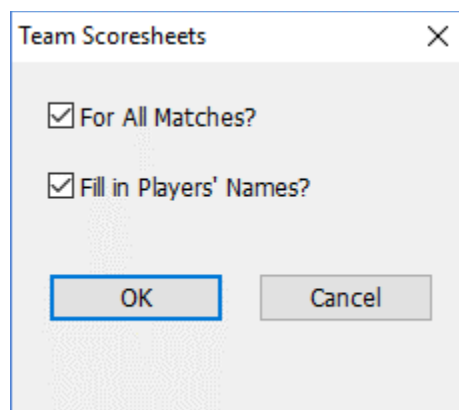 Team Scoresheets
For All Matches?
Fill in Players' Names?
OK Cancel